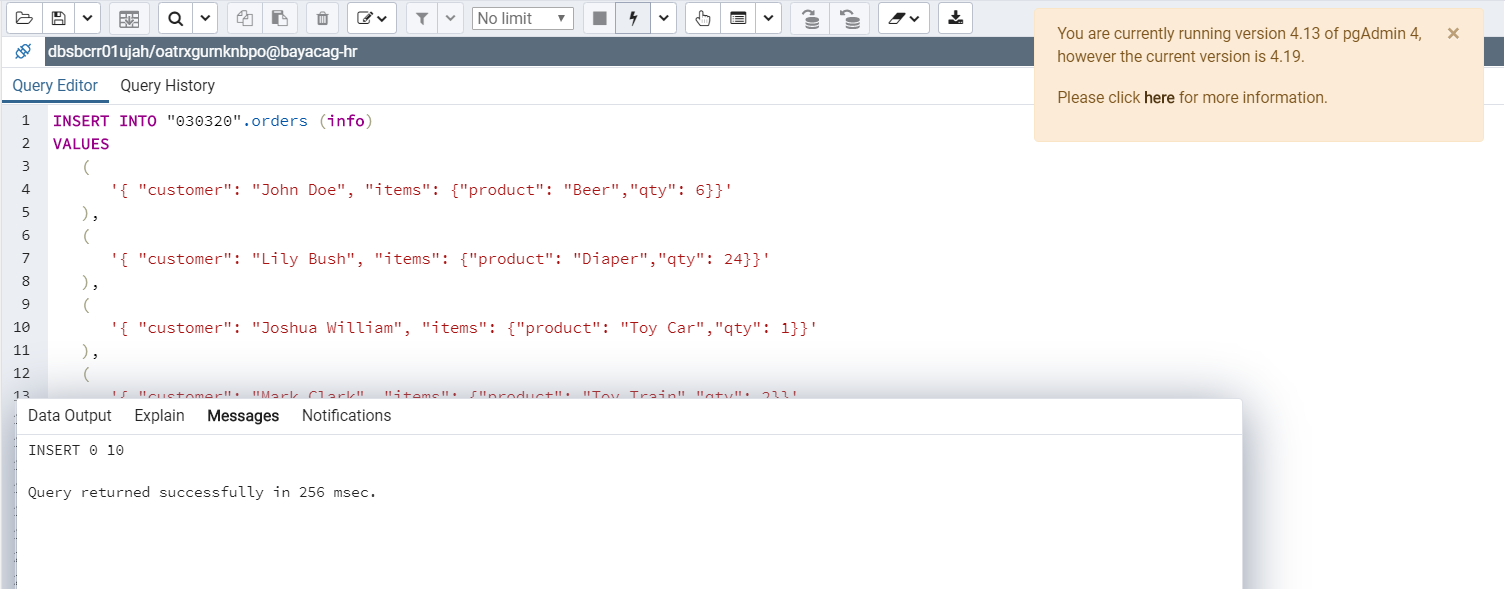 No limit
dbsbcrr01ujah/oatrxgurnknbpo@bayacag-hr
You are currently running version 4.13 of pgAdmin 4,
however the current version is 4.19.
Please click here for more information.
Query Editor Query History
1 INSERT INTO "030320".orders (info)
2 VALUES
3 (
4 '{ "customer": "John Doe", "items": {"product": "Beer","qty": 6}}'
5 ),
6 (
7 '{ "customer": "Lily Bush", "items": {"product": "Diaper","qty": 24}}'
8 ),
9 (
10 '{ "customer": "Joshua William", "items": {"product": "Toy Car","qty": 1}}'
11 ),
12 (
13 '{ "customer": "Mark Clark", "items": {"product": "Toy Train","qty": 2}}'
Data Output Explain Messages Notifications
INSERT 0 10
Query returned successfully in 256 msec.